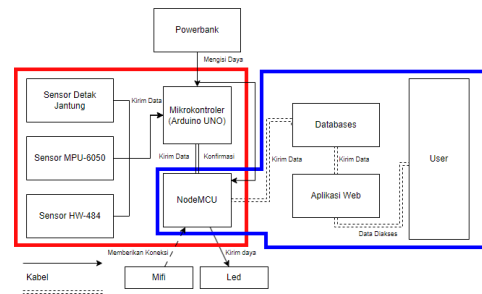 Powerbank
Mengisi Daya
Sensor Detak
Jantung
Kirim Data
Mikrokontroler
(Arduino UNO)
Sensor MPU-6050
Kirim Data
Konfirmasi
Sensor HW-484
NodeMCU
Databases
Kirim Data
Kirim Data
Aplikasi Web
User
Data Diakses
Memberikan Koneksi
Kirim daya
Kabel
Mifi
Led